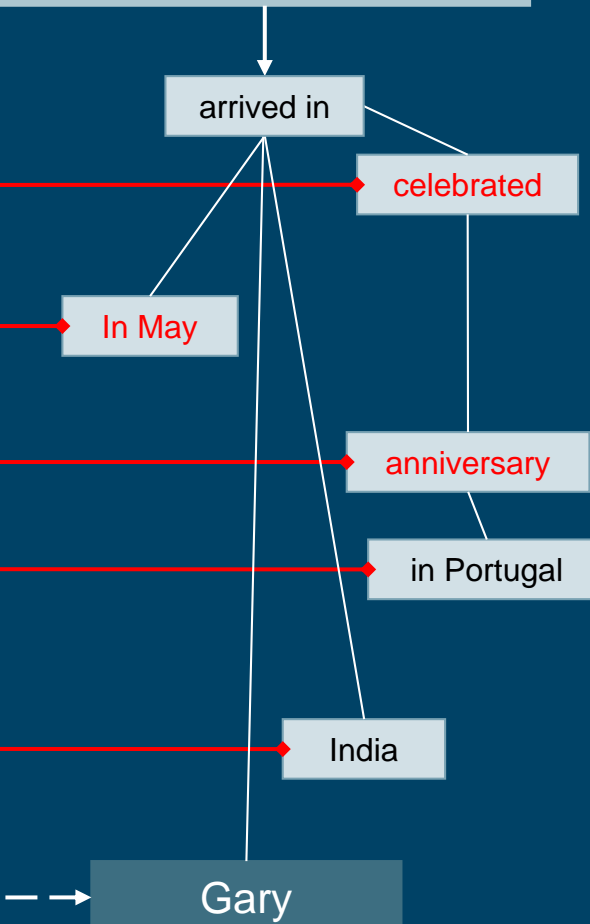 arrived in
celebrated
In May
anniversary
in Portugal
India
Gary